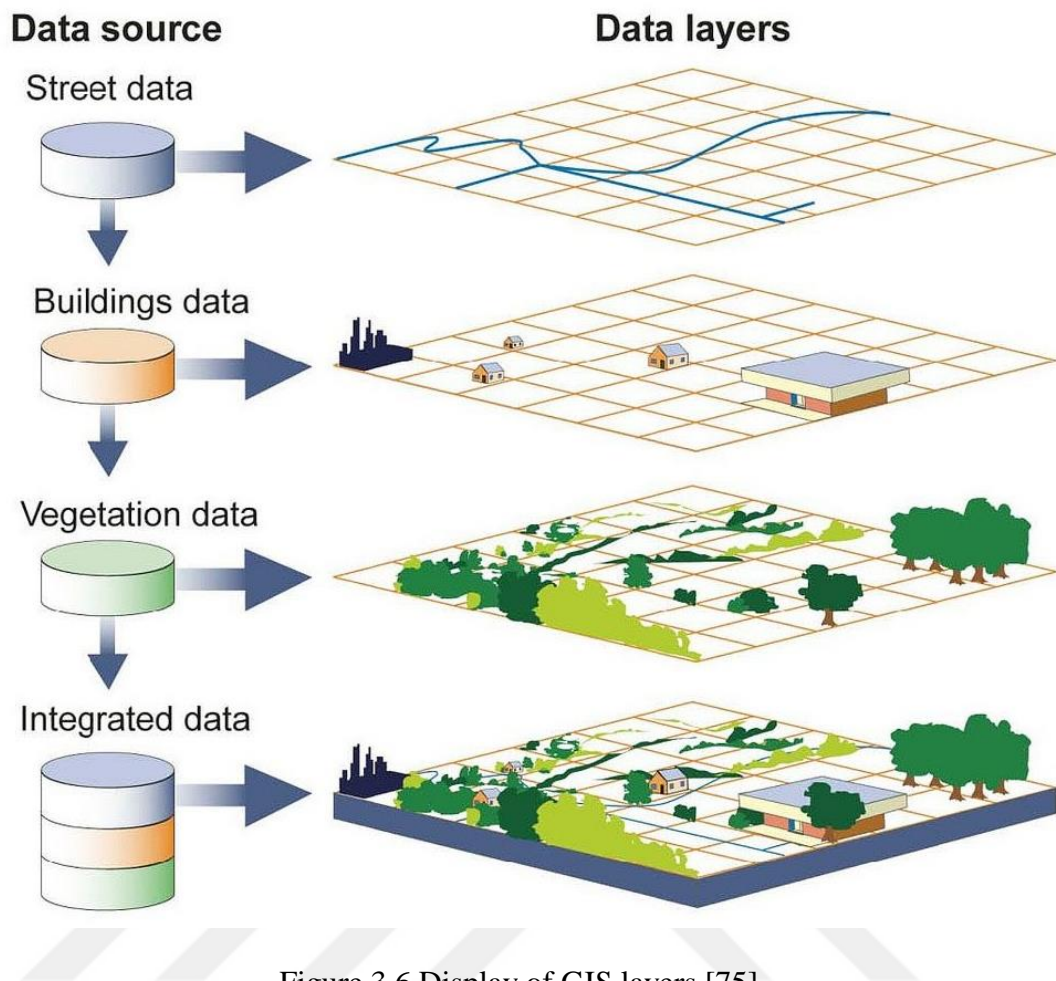 Data source
Data layers
Street data
Buildings data
Vegetation data
Integrated data
Figure 3.6 Display of GIS layers [75]